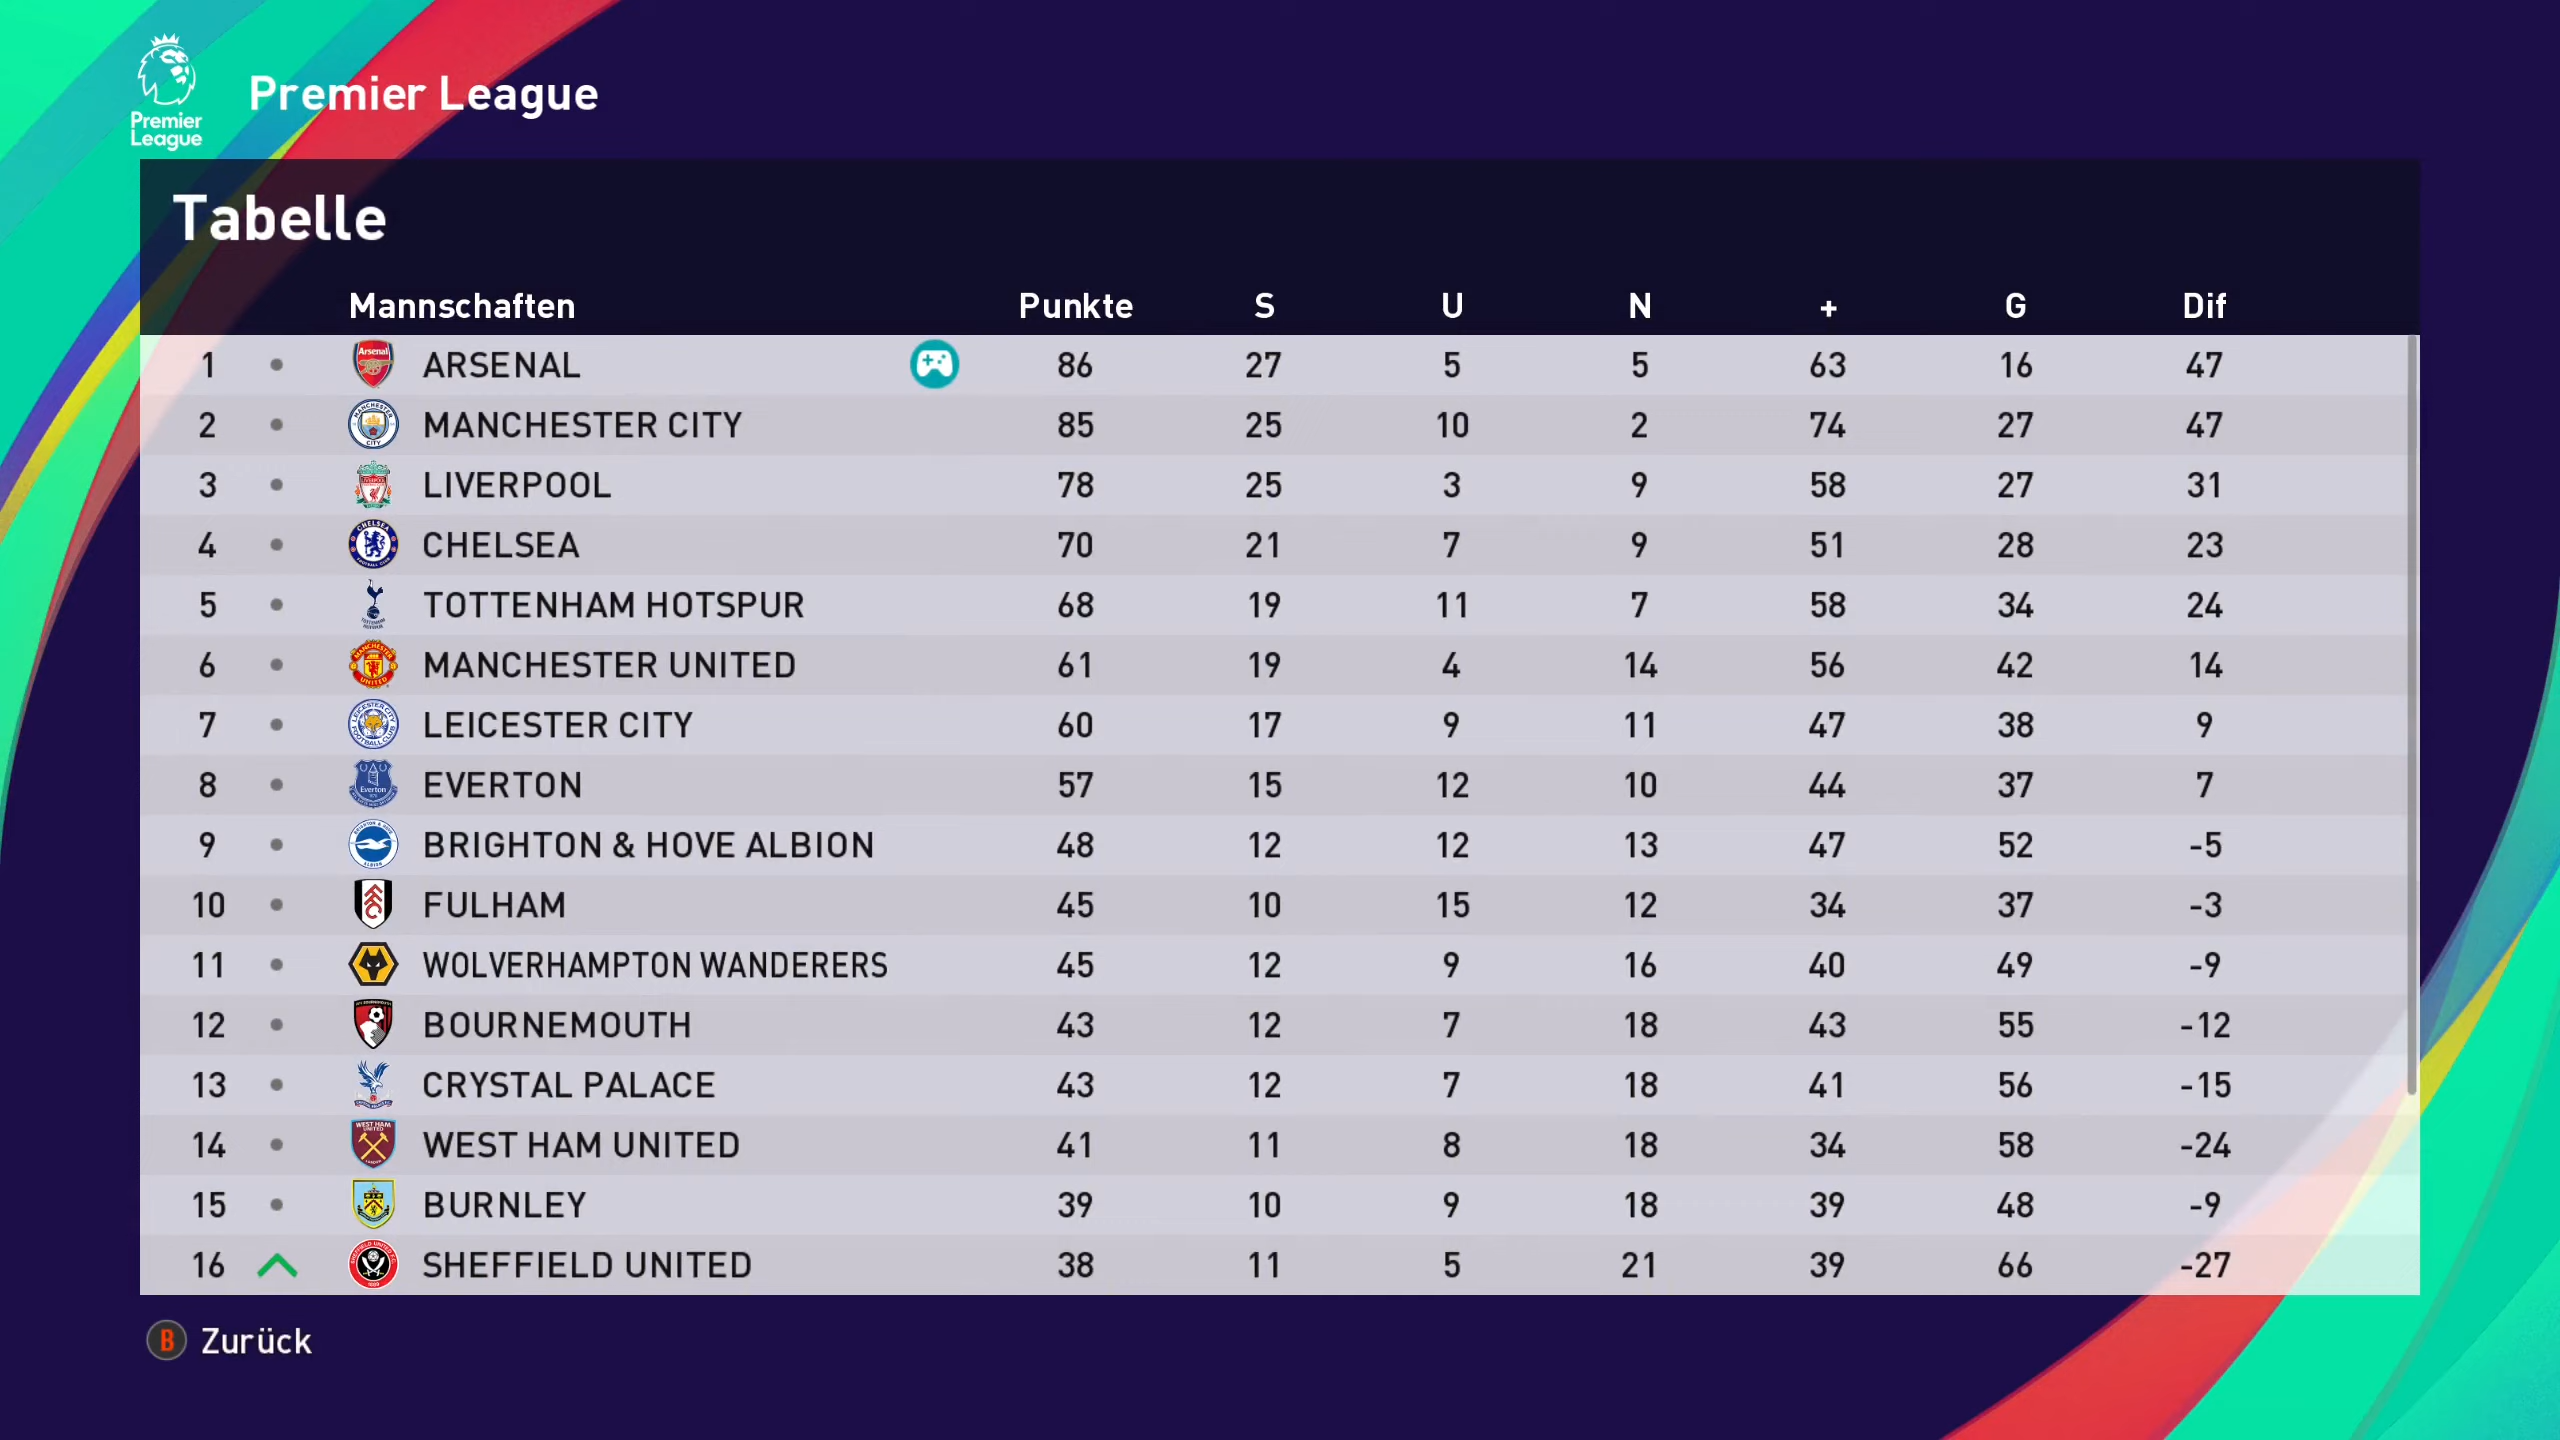 Premier League
Premier League
Tabelle
Mannschaften Punkte S U N + G Dif
1 ARSENAL 86 27 5 5 63 16 47
2 MANCHESTER CITY 85 25 10 2 74 27 47
3 LIVERPOOL 78 25 3 9 58 27 31
4 CHELSEA 70 21 7 9 51 28 23
5 TOTTENHAM HOTSPUR 68 19 11 7 58 34 24
6 MANCHESTER UNITED 61 19 4 14 56 42 14
7 LEICESTER CITY 60 17 9 11 47 38 9
8 EVERTON 57 15 12 10 44 37 7
9 BRIGHTON & HOVE ALBION 48 12 12 13 47 52 -5
10 FULHAM 45 10 15 12 34 37 -3
11 WOLVERHAMPTON WANDERERS 45 12 9 16 40 49 -9
12 BOURNEMOUTH 43 12 7 18 43 55 -12
13 CRYSTAL PALACE 43 12 7 18 41 56 -15
14 WEST HAM UNITED 41 11 8 18 34 58 -24
15 BURNLEY 39 10 9 18 39 48 -9
16 SHEFFIELD UNITED 38 11 5 21 39 66 -27
B Zurück